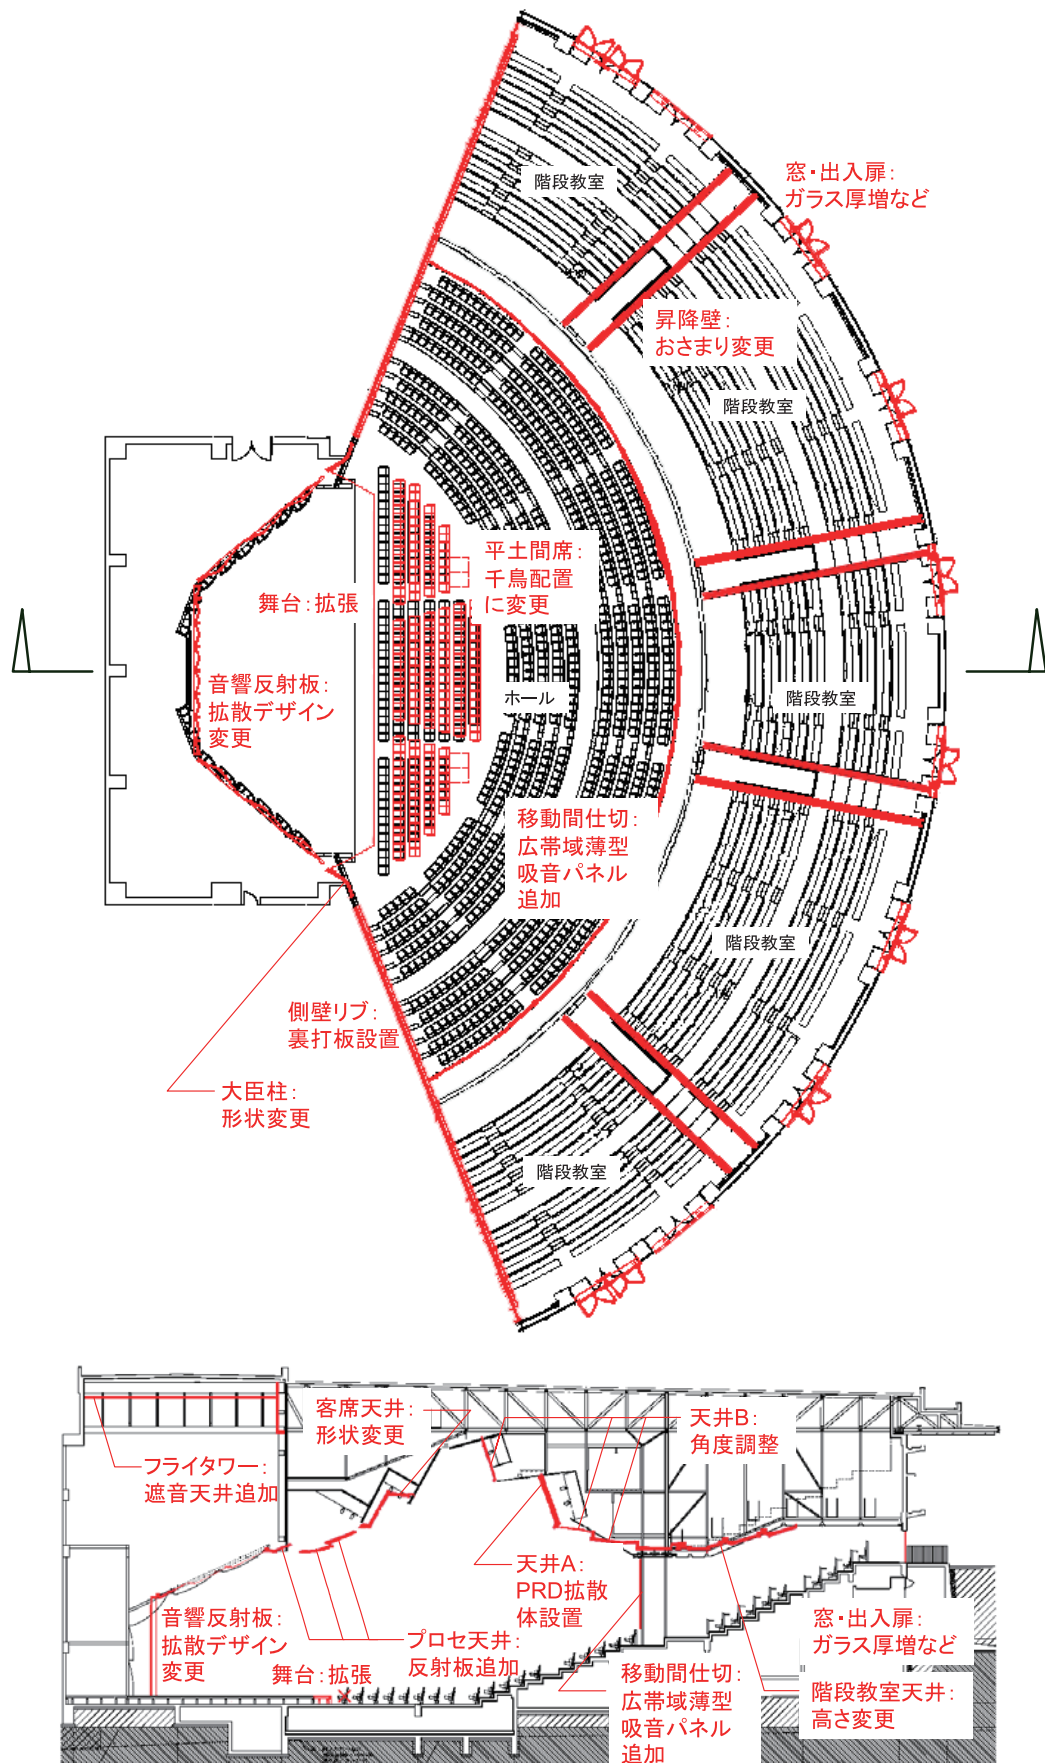 階段教室
窓・出入扉：
ガラス厚増など
昇降壁：
おさまり変更
階段教室
平土間席：
千鳥配置
に変更
舞台：拡張
音響反射板：
拡散デザイン
変更
ホール
階段教室
移動間仕切：
広帯域薄型
吸音パネル
追加
階段教室
側壁リブ：
裏打板設置
大臣柱：
形状変更
階段教室
客席天井：
形状変更
天井B：
角度調整
フライタワー：
遮音天井追加
天井A：
PRD拡散
体設置
音響反射板：
拡散デザイン
変更
プロセ天井：
反射板追加
舞台：拡張
窓・出入扉：
ガラス厚増など
移動間仕切：
広帯域薄型
吸音パネル
追加
階段教室天井：
高さ変更